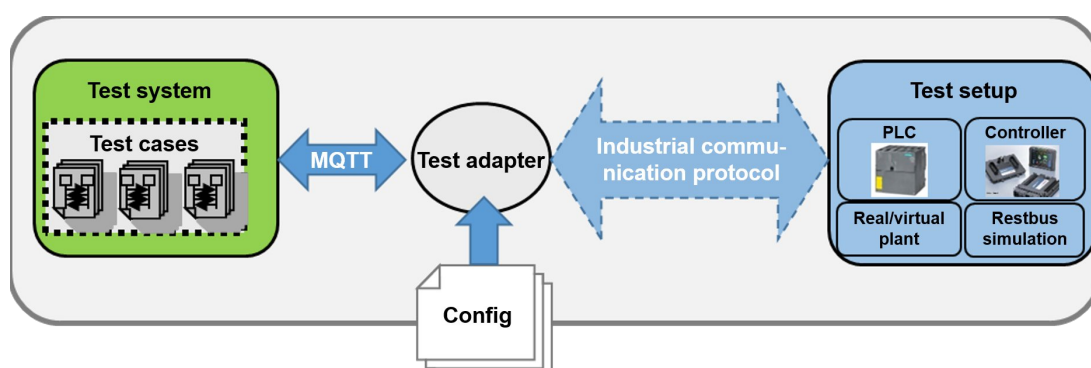 Test system
Test cases
MQTT
Test adapter
Config
Industrial commu-
nication protocol
Test setup
PLC
Controller
Real/virtual
plant
Restbus
simulation